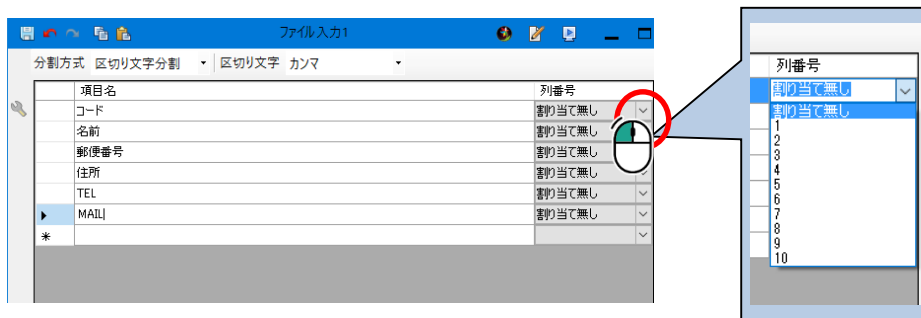 ファイル入力1
分割方式 区切り文字分割 区切り文字 カンマ
項目名 列番号
コード 割り当て無し
名前 割り当て無し
郵便番号 割り当て無し
住所 割り当て無し
TEL 割り当て無し
MAIL 割り当て無し
列番号
割り当て無し
割り当て無し
1
2
3
4
5
6
7
8
9
10